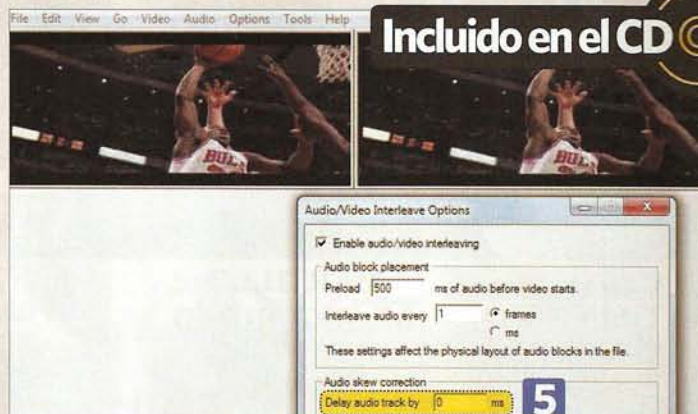 File Edit View Go Video Audio Options Tools Help
Incluido en el CD
BULL
BUL
Audio/Video Interleave Options
Enable audio/video interleaving
Audio block placement
Preload 500 ms of audio before video starts.
Interleave audio every 1 frames
ms
These settings affect the physical layout of audio blocks in the file.
Audio skew correction
Delay audio track by 0 ms
5